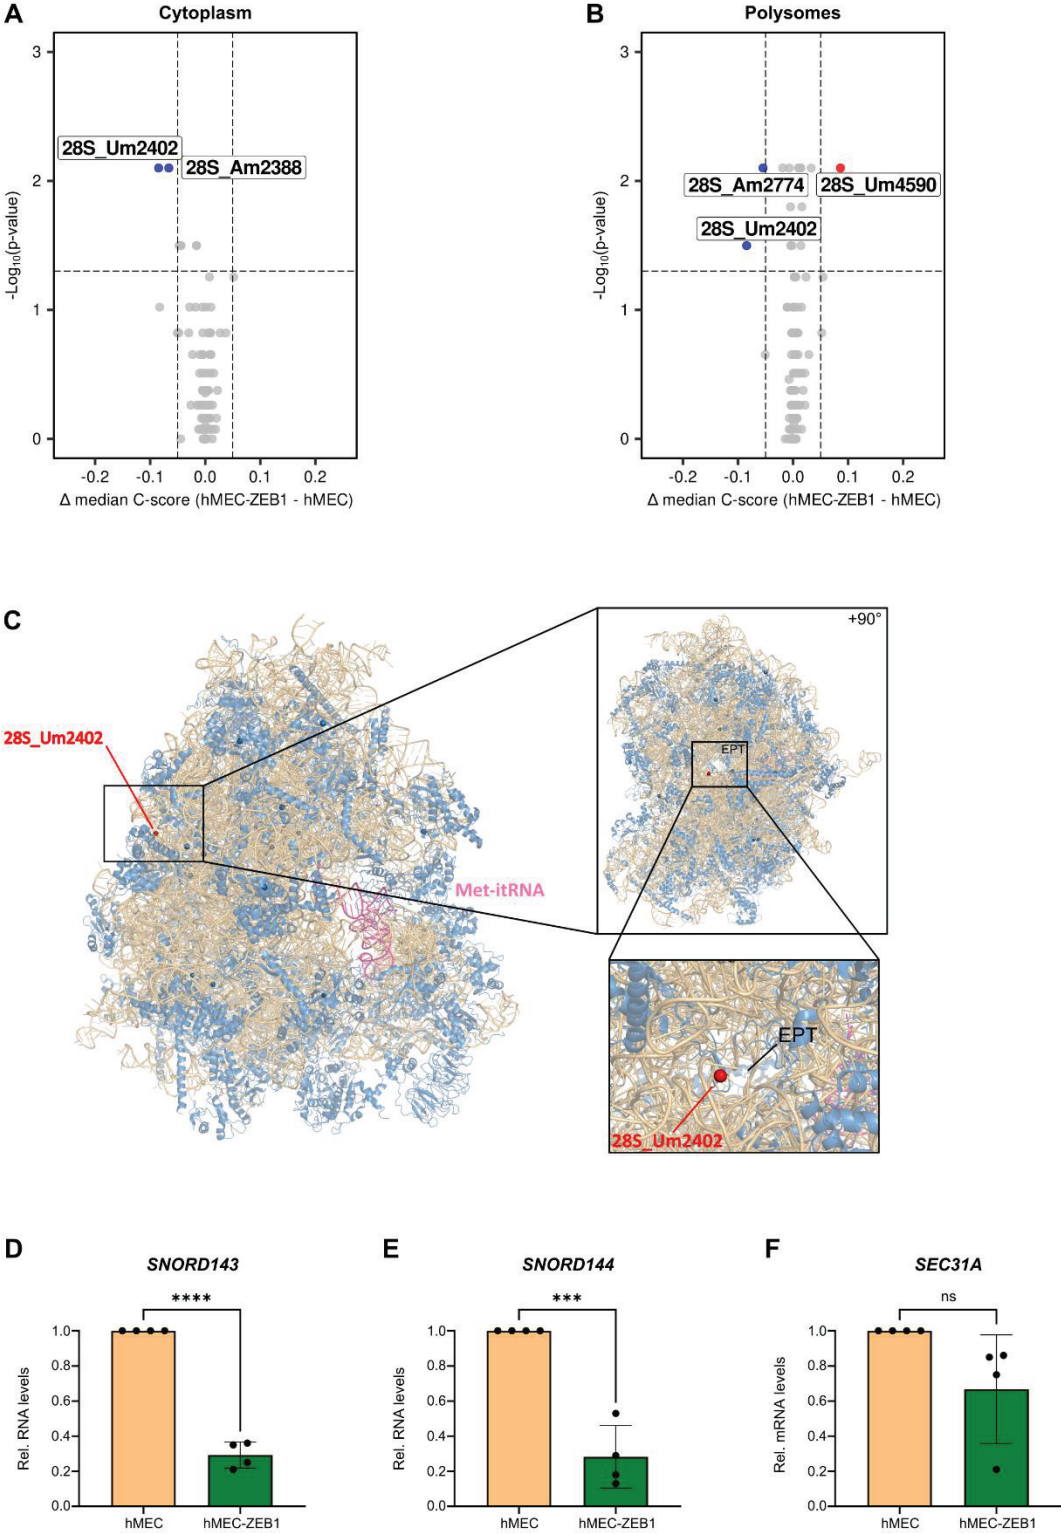 A
Cytoplasm
3
2
1
0
-Log10(p-value)
28S_Um2402
28S_Am2388
-0.2 -0.1 0.0 0.1 0.2
Δ median C-score (hMEC-ZEB1 - hMEC)
B
Polysomes
3
2
1
0
-Log10(p-value)
28S_Am2774
28S_Um4590
28S_Um2402
-0.2 -0.1 0.0 0.1 0.2
Δ median C-score (hMEC-ZEB1 - hMEC)
C
28S_Um2402
Met-itRNA
+90°
EPT
EPT
28S_Um2402
D
SNORD143
****
1.0
0.8
0.6
0.4
0.2
0.0
Rel. RNA levels
hMEC hMEC-ZEB1
E
SNORD144
***
1.0
0.8
0.6
0.4
0.2
0.0
Rel. RNA levels
hMEC hMEC-ZEB1
F
SEC31A
ns
1.0
0.8
0.6
0.4
0.2
0.0
Rel. mRNA levels
hMEC hMEC-ZEB1